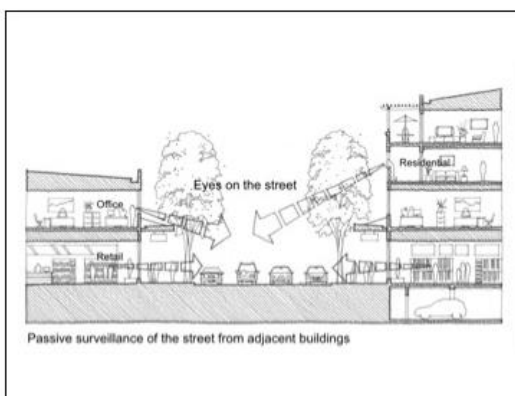 Eyes on the street
Residential
Office
Retail
Passive surveillance of the street from adjacent buildings